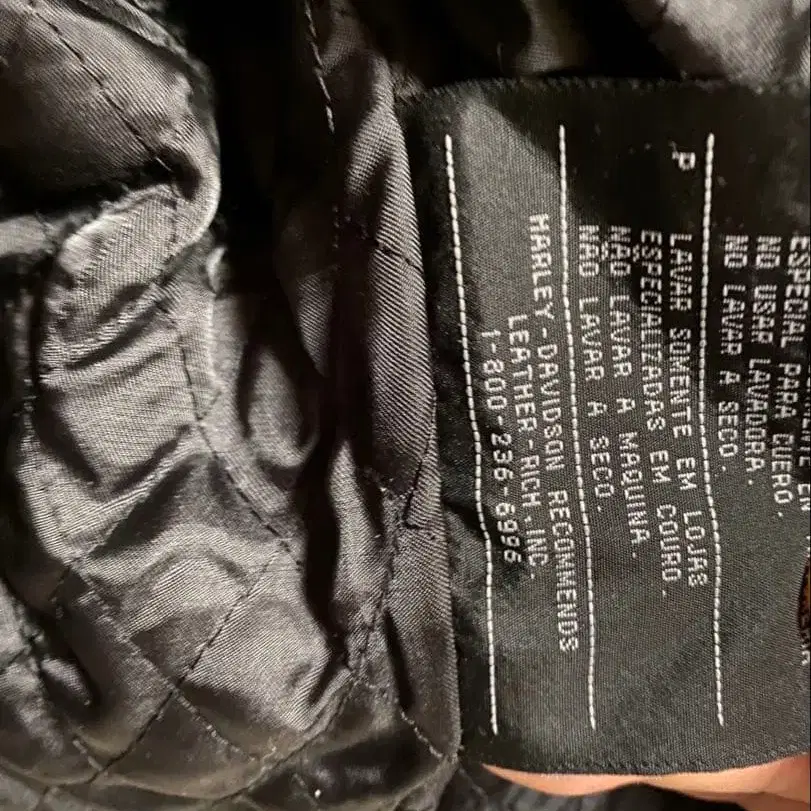 ESPECIAL PARA CUERO.
NO USAR LAVADORA.
NO LAVAR A SECO.
P
LAVAR SOMENTE EM LOJAS
ESPECIALIZADAS EM COURO.
NÃO LAVAR A MAQUINA.
NÃO LAVAR A SECO.
HARLEY-DAVIDSON RECOMMENDS
LEATHER-RICH, INC.
1-800-236-6996